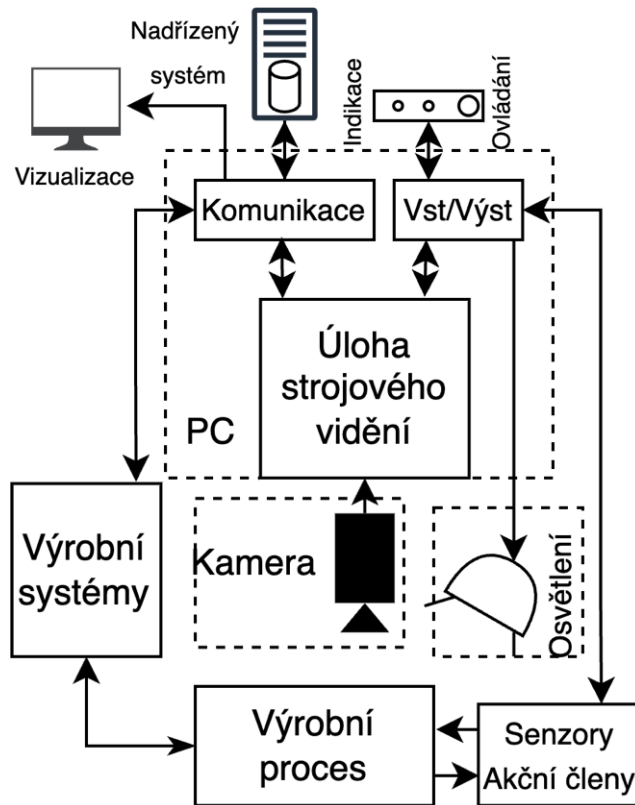 Nadřízený
systém
Vizualizace
Indikace
Ovládání
Komunikace
Vst/Výst
Úloha
strojového
vidění
PC
Výrobní
systémy
Kamera
Osvětlení
Výrobní
proces
Senzory
Akční členy